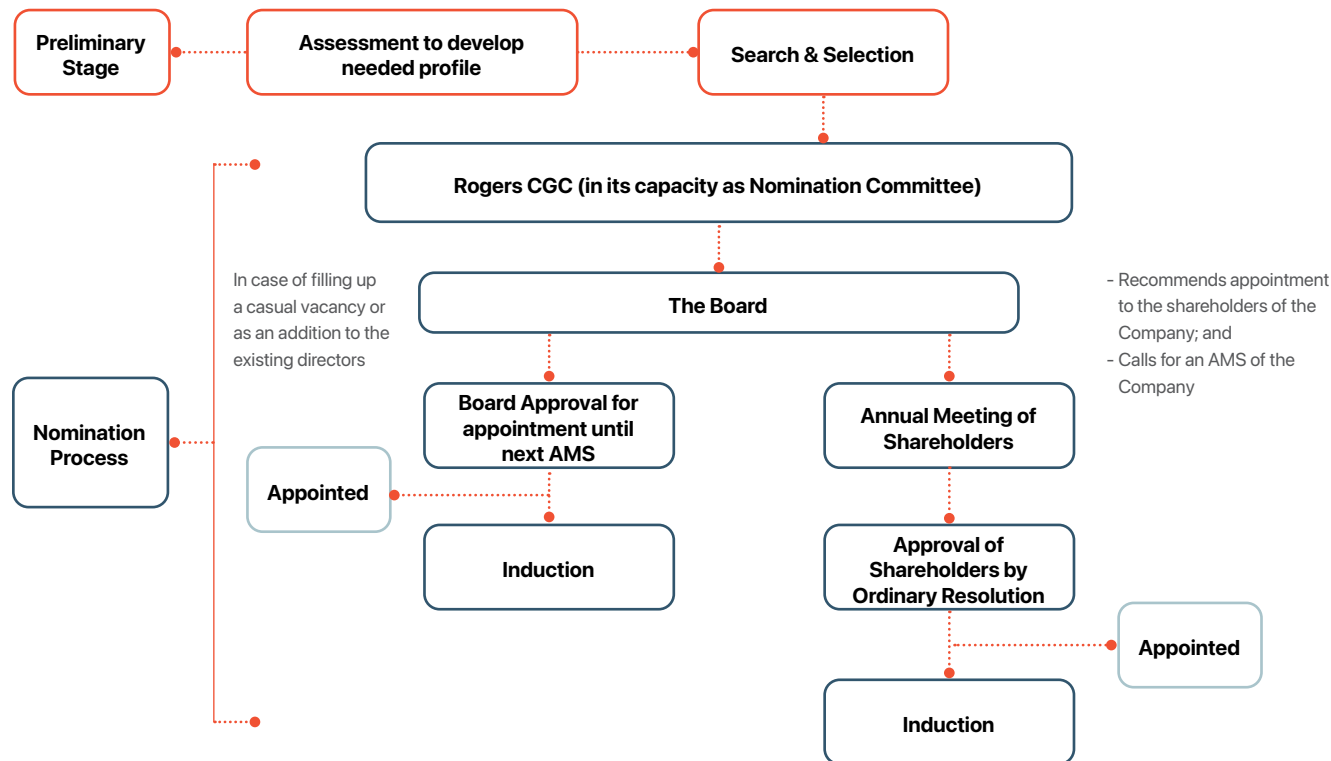 Preliminary
Stage
Assessment to develop
needed profile
Search & Selection
Rogers CGC (in its capacity as Nomination Committee)
In case of filling up
a casual vacancy or
as an addition to the
existing directors
The Board
- Recommends appointment
to the shareholders of the
Company; and
- Calls for an AMS of the
Company
Nomination
Process
Board Approval for
appointment until
next AMS
Annual Meeting of
Shareholders
Appointed
Induction
Approval of
Shareholders by
Ordinary Resolution
Appointed
Induction